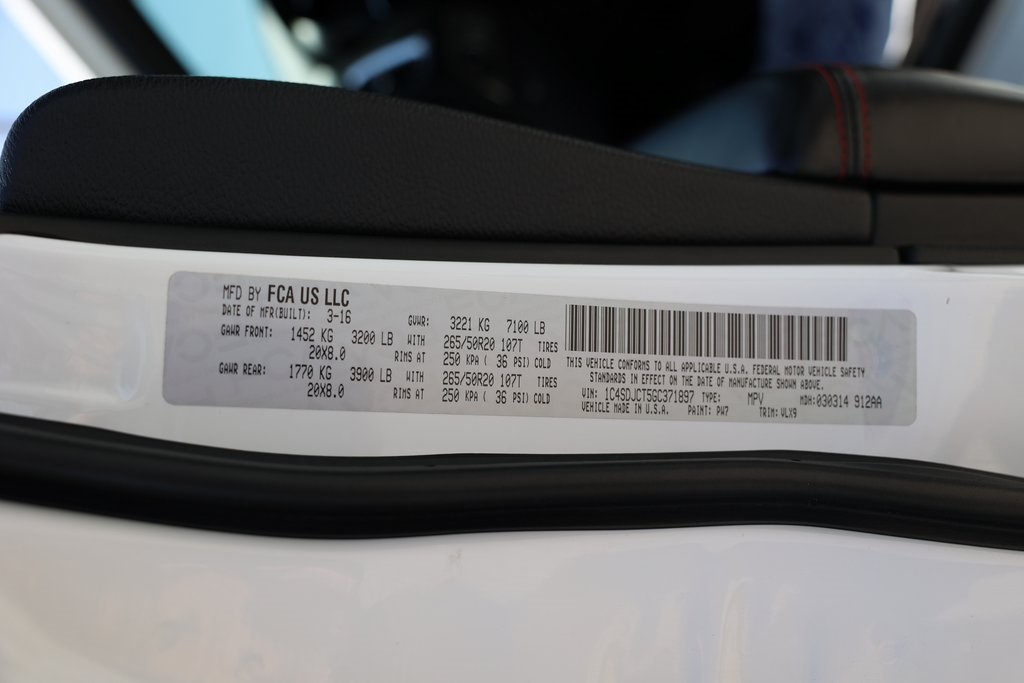 MFD BY FCA US LLC
DATE OF MFR(BUILT): 3-16 GVWR: 3221 KG 7100 LB
GAWR FRONT: 1452 KG 3200 LB WITH 265/50R20 107T TIRES
20X8.0 RIMS AT 250 KPA ( 36 PSI) COLD
GAWR REAR: 1770 KG 3900 LB WITH 265/50R20 107T TIRES
20X8.0 RIMS AT 250 KPA ( 36 PSI) COLD
THIS VEHICLE CONFORMS TO ALL APPLICABLE U.S.A. FEDERAL MOTOR VEHICLE SAFETY
STANDARDS IN EFFECT ON THE DATE OF MANUFACTURE SHOWN ABOVE.
VIN: 1C4SDJCT5GC371897 TYPE: MPV MDH:030314 912AA
VEHICLE MADE IN U.S.A. PAINT: PW7 TRIM: VLX9